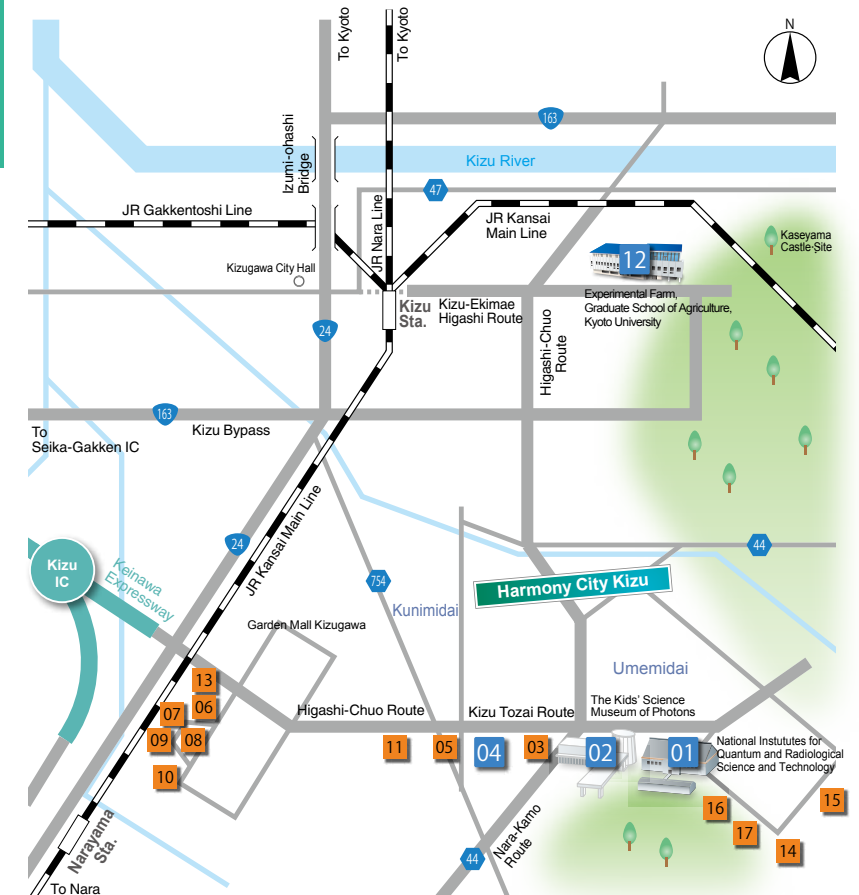 To Kyoto
To Kyoto
N
163
Izumi-ohashi
Bridge
Kizu River
47
JR Gakkentoshi Line
JR Nara Line
JR Kansai
Main Line
Kaseyama
Castle·Site
12
Kizugawa City Hall
Experimental Farm,
Graduate School of Agriculture,
Kyoto University
Kizu
Sta.
Kizu-Ekimae
Higashi Route
24
Higashi-Chuo
Route
163
Kizu Bypass
To
Seika-Gakken IC
24
JR Kansai Main Line
44
Kizu
IC
Keinawa
Expressway
754
Kunimidai
Harmony City Kizu
Garden Mall Kizugawa
Umemidai
13
06
07
09
08
10
Higashi-Chuo Route
Kizu Tozai Route
The Kids' Science
Museum of Photons
11
05
04
03
02
01
National Instututes for
Quantum and Radiological
Science and Technology
16
15
17
14
Narayama
Sta.
Nara-Kamo
Route
44
To Nara